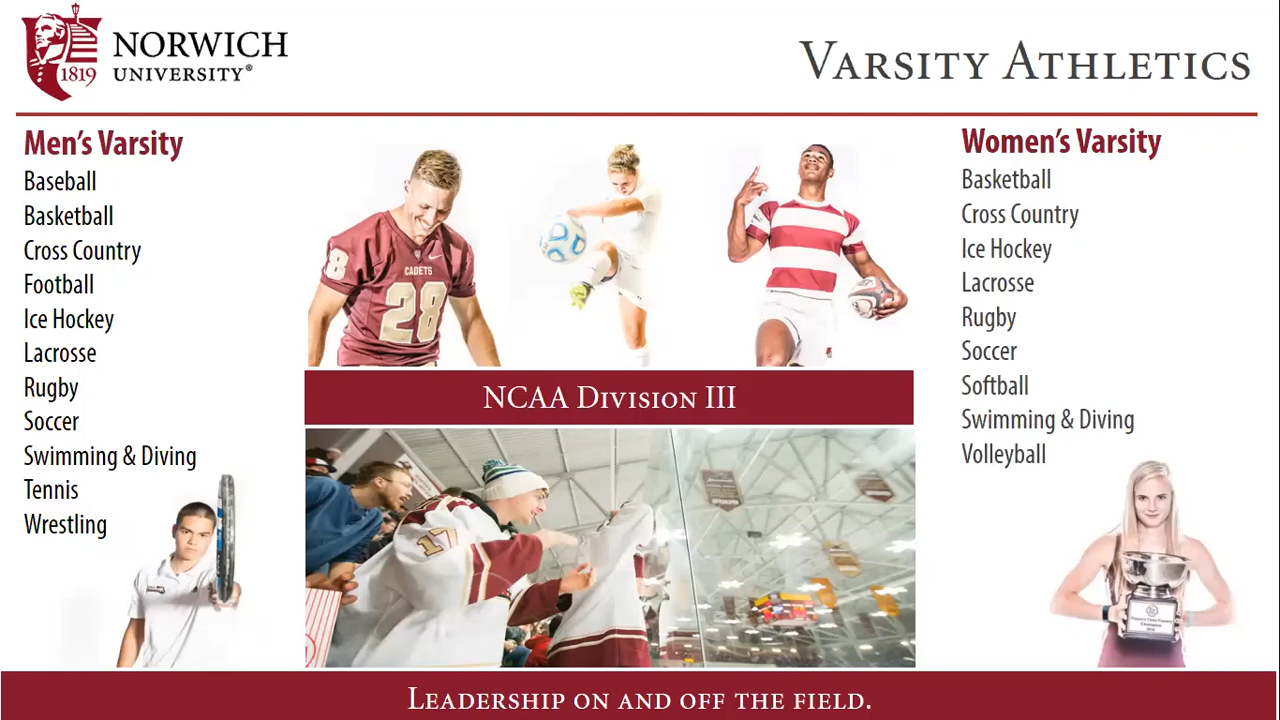 NORWICH
UNIVERSITY®
1819
VARSITY ATHLETICS
Men's Varsity
Baseball
Basketball
Cross Country
Football
Ice Hockey
Lacrosse
Rugby
Soccer
Swimming & Diving
Tennis
Wrestling
8
CADETS
28
NCAA DIVISION III
17
Women's Varsity
Basketball
Cross Country
Ice Hockey
Lacrosse
Rugby
Soccer
Softball
Swimming & Diving
Volleyball
LEADERSHIP ON AND OFF THE FIELD.